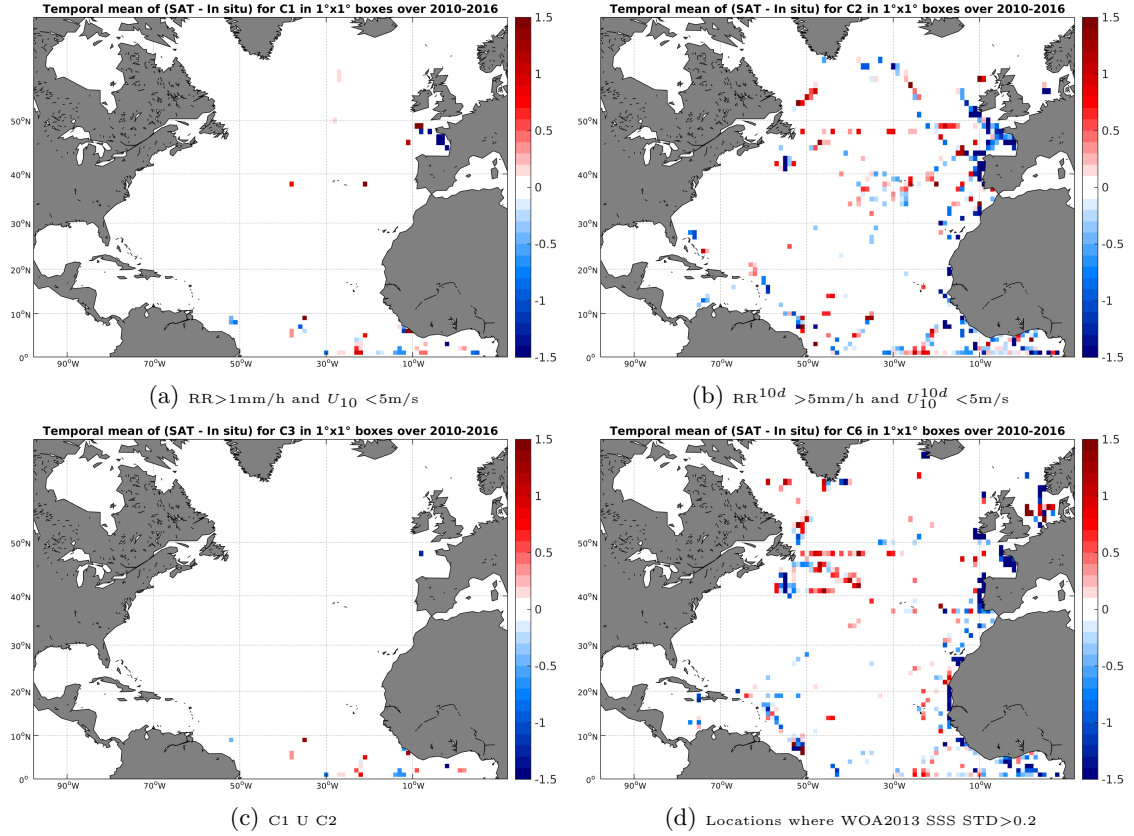 Temporal mean of (SAT - In situ) for C1 in 1°x1° boxes over 2010-2016
1.5
1
0.5
0
-0.5
-1
-1.5
50°N
40°N
30°N
20°N
10°N
0°
90°W
70°W
50°W
30°W
10°W
(a) RR>1mm/h and U10 <5m/s
Temporal mean of (SAT - In situ) for C2 in 1°x1° boxes over 2010-2016
1.5
1
0.5
0
-0.5
-1
-1.5
50°N
40°N
30°N
20°N
10°N
0°
90°W
70°W
50°W
30°W
10°W
(b) RR10d >5mm/h and U10 10d <5m/s
Temporal mean of (SAT - In situ) for C3 in 1°x1° boxes over 2010-2016
1.5
1
0.5
0
-0.5
-1
-1.5
50°N
40°N
30°N
20°N
10°N
0°
90°W
70°W
50°W
30°W
10°W
(c) C1 U C2
Temporal mean of (SAT - In situ) for C6 in 1°x1° boxes over 2010-2016
1.5
1
0.5
0
-0.5
-1
-1.5
50°N
40°N
30°N
20°N
10°N
0°
90°W
70°W
50°W
30°W
10°W
(d) Locations where WOA2013 SSS STD>0.2